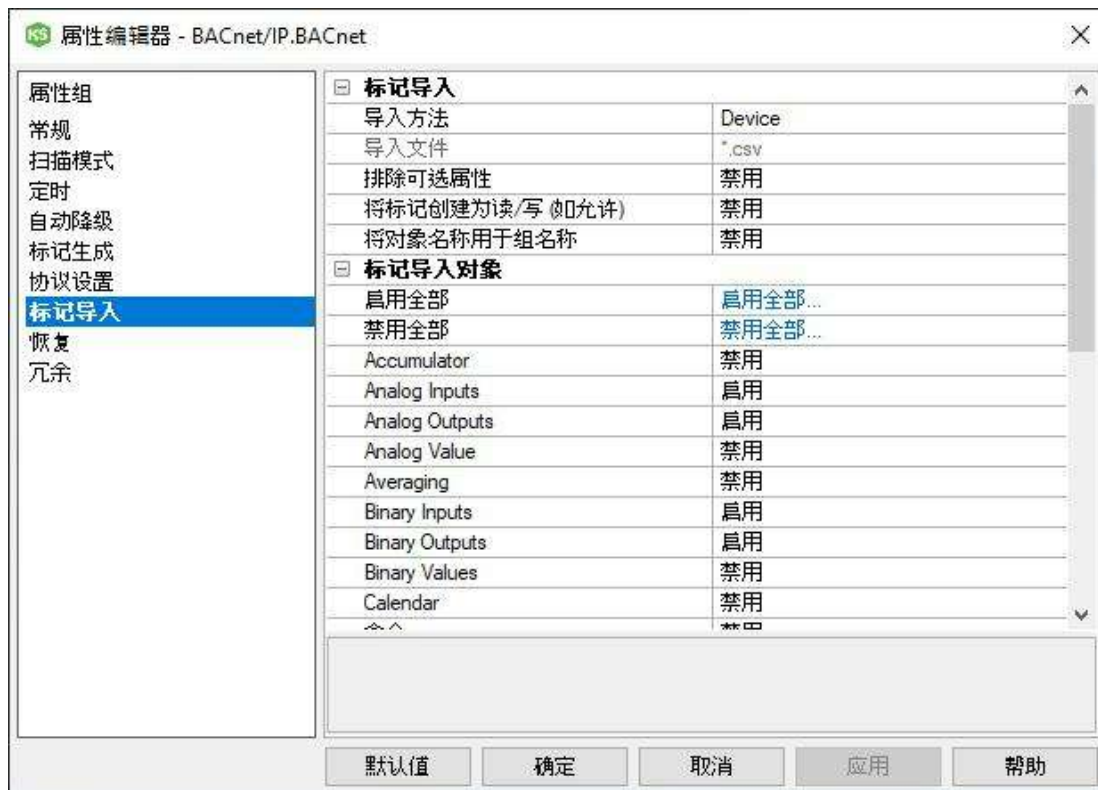 KS 属性编辑器 - BACnet/IP.BACnet
属性组
常规
扫描模式
定时
自动降级
标记生成
协议设置
标记导入
恢复
冗余
标记导入
导入方法 Device
导入文件 *.csv
排除可选属性 禁用
将标记创建为读/写 (如允许) 禁用
将对象名称用于组名称 禁用
标记导入对象
启用全部 启用全部...
禁用全部 禁用全部...
Accumulator 禁用
Analog Inputs 启用
Analog Outputs 启用
Analog Value 禁用
Averaging 禁用
Binary Inputs 启用
Binary Outputs 启用
Binary Values 禁用
Calendar 禁用
默认值 确定 取消 应用 帮助